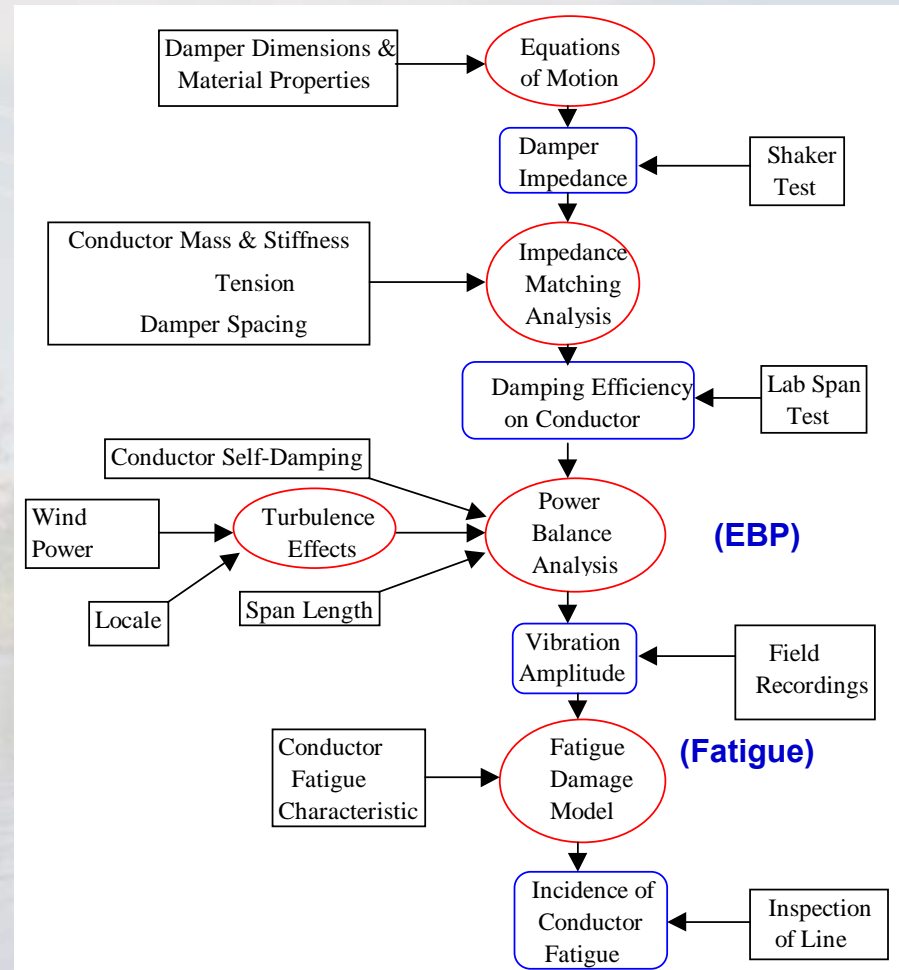 Damper Dimensions &
Material Properties
Equations
of Motion
Damper
Impedance
Shaker
Test
Conductor Mass & Stiffness
Tension
Damper Spacing
Impedance
Matching
Analysis
Damping Efficiency
on Conductor
Lab Span
Test
Conductor Self-Damping
Wind
Power
Turbulence
Effects
Power
Balance
Analysis
(EBP)
Locale
Span Length
Vibration
Amplitude
Field
Recordings
Conductor
Fatigue
Characteristic
Fatigue
Damage
Model
(Fatigue)
Incidence of
Conductor
Fatigue
Inspection
of Line